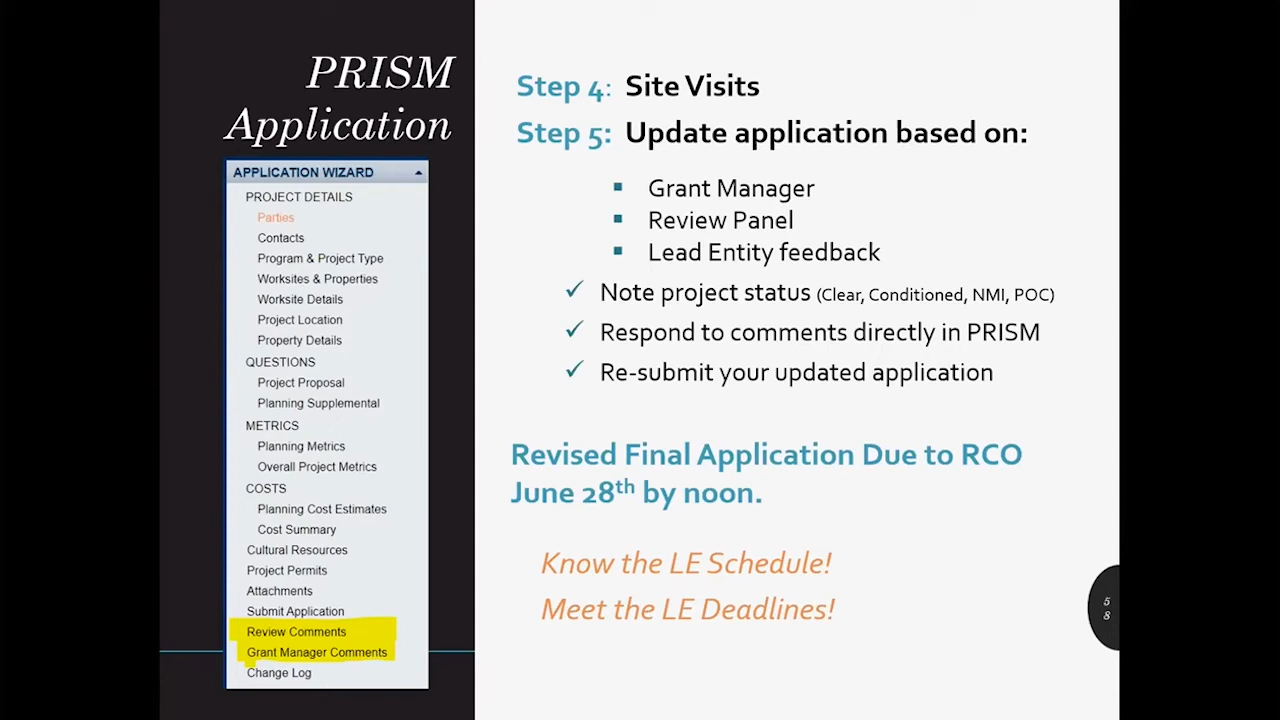 PRISM
Application
APPLICATION WIZARD
PROJECT DETAILS
Parties
Contacts
Program & Project Type
Worksites & Properties
Worksite Details
Project Location
Property Details
QUESTIONS
Project Proposal
Planning Supplemental
METRICS
Planning Metrics
Overall Project Metrics
COSTS
Planning Cost Estimates
Cost Summary
Cultural Resources
Project Permits
Attachments
Submit Application
Review Comments
Grant Manager Comments
Change Log
Step 4: Site Visits
Step 5: Update application based on:
▪ Grant Manager
▪ Review Panel
▪ Lead Entity feedback
✓ Note project status (Clear, Conditioned, NMI, POC)
✓ Respond to comments directly in PRISM
✓ Re-submit your updated application
Revised Final Application Due to RCO
June 28th by noon.
Know the LE Schedule!
Meet the LE Deadlines!
5
8